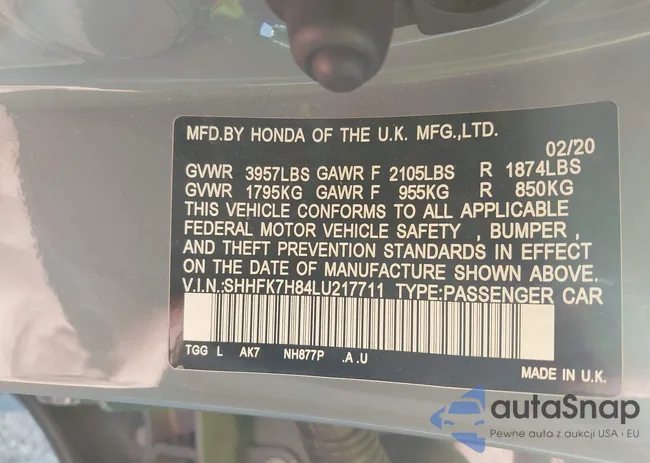 MFD.BY HONDA OF THE U.K. MFG.,LTD.
02/20
GVWR 3957LBS GAWR F 2105LBS R 1874LBS
GVWR 1795KG GAWR F 955KG R 850KG
THIS VEHICLE CONFORMS TO ALL APPLICABLE
FEDERAL MOTOR VEHICLE SAFETY , BUMPER ,
AND THEFT PREVENTION STANDARDS IN EFFECT
ON THE DATE OF MANUFACTURE SHOWN ABOVE.
V.I.N.:SHHFK7H84LU217711 TYPE:PASSENGER CAR
TGG L AK7 NH877P .A .U
MADE IN U.K.
autaSnap
Pewne auta z aukcji USA i EU